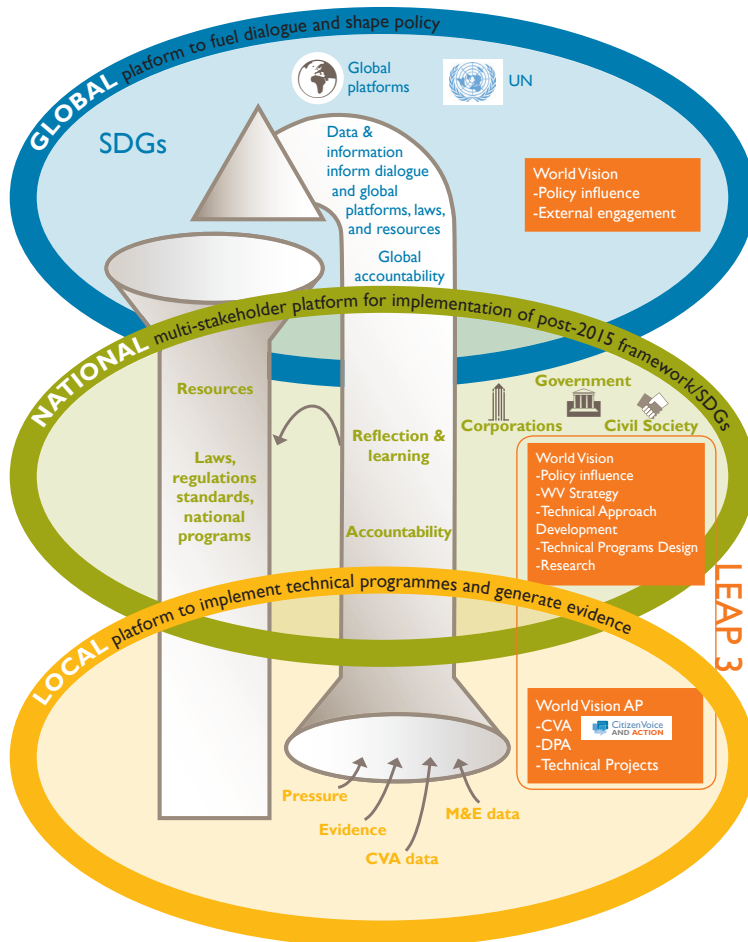 GLOBAL platform to fuel dialogue and shape policy
Global
platforms
UN
SDGs
Data &
information
inform dialogue
and global
platforms, laws,
and resources
Global
accountability
World Vision
-Policy influence
-External engagement
NATIONAL multi-stakeholder platform for implementation of post-2015 framework/SDGs
Resources
Laws,
regulations
standards,
national
programs
Reflection &
learning
Accountability
Government
Corporations
Civil Society
World Vision
-Policy influence
-WV Strategy
-Technical Approach
Development
-Technical Programs Design
-Research
LEAP 3
LOCAL platform to implement technical programmes and generate evidence
World Vision AP
-CVA
Citizen Voice
AND ACTION
-DPA
-Technical Projects
Pressure
Evidence
CVA data
M&E data